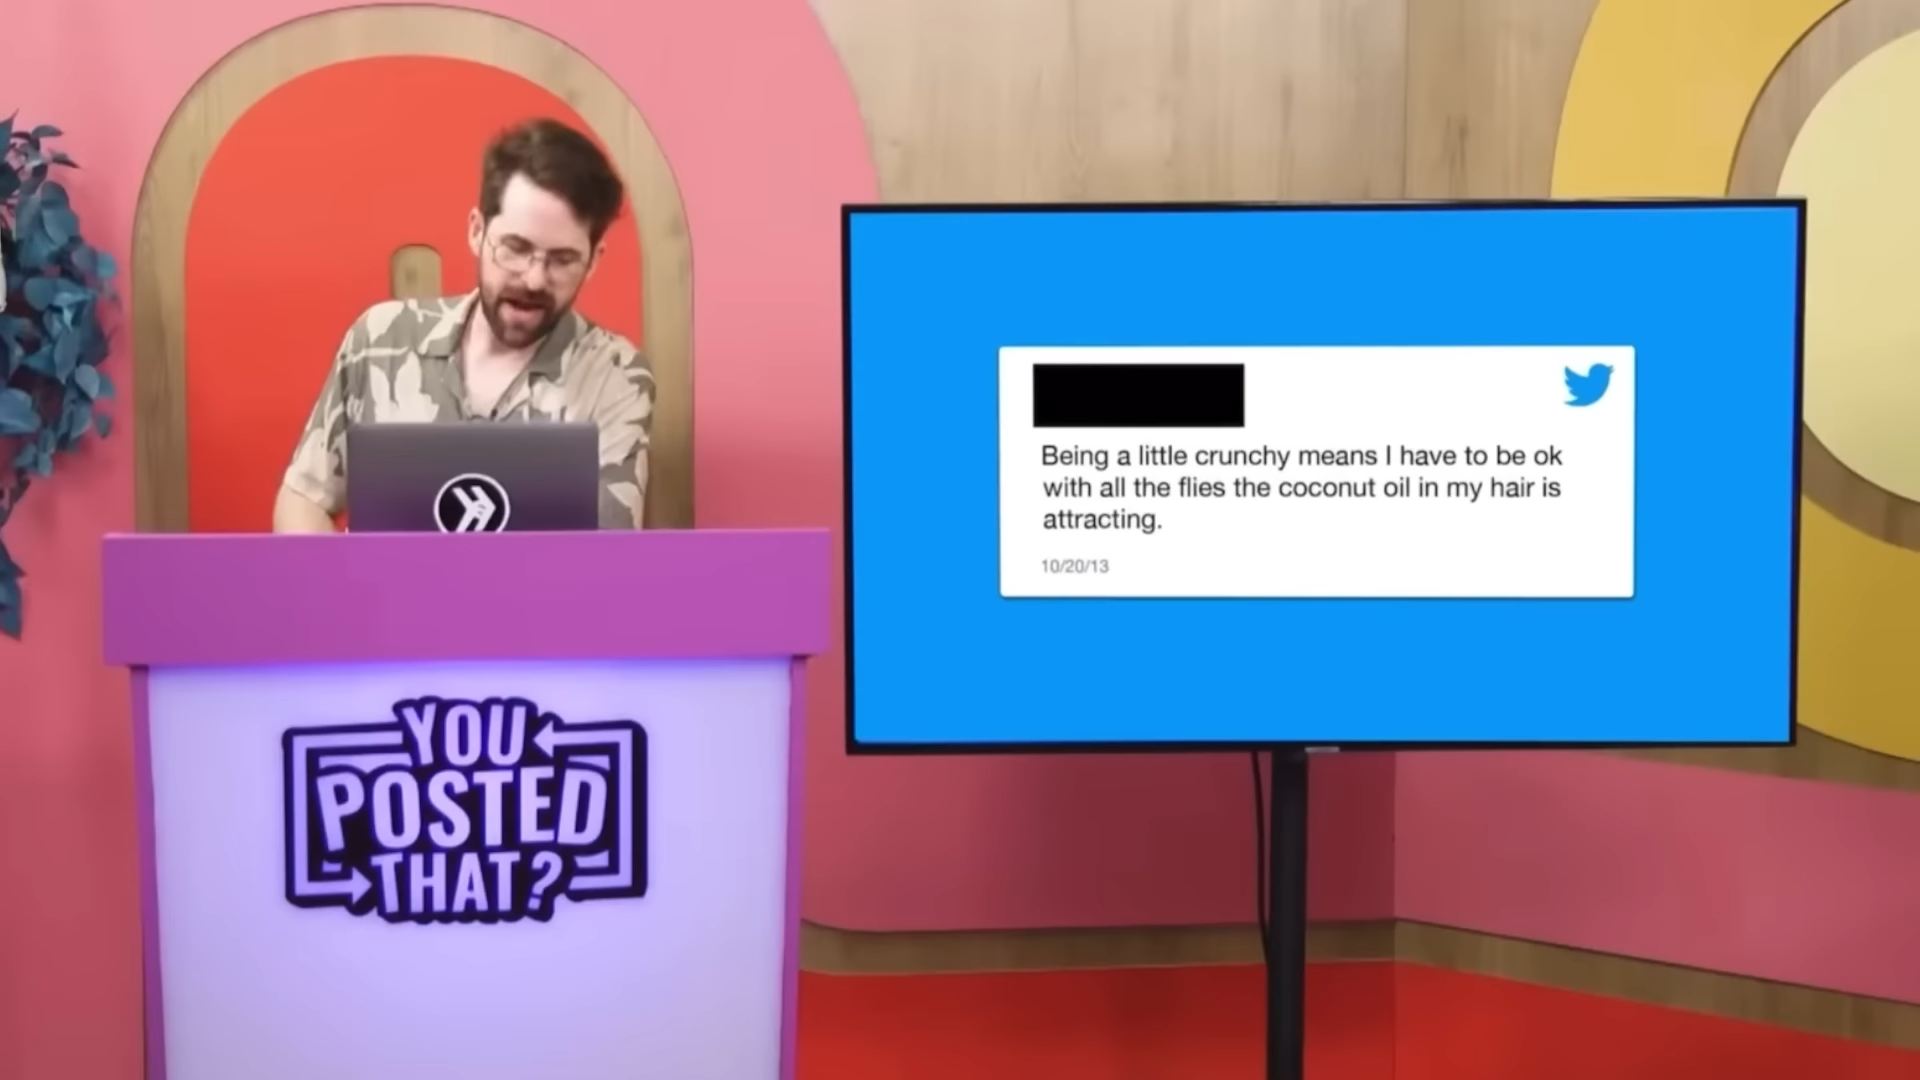 Being a little crunchy means I have to be ok
with all the flies the coconut oil in my hair is
attracting.
10/20/13
YOU
POSTED
THAT?